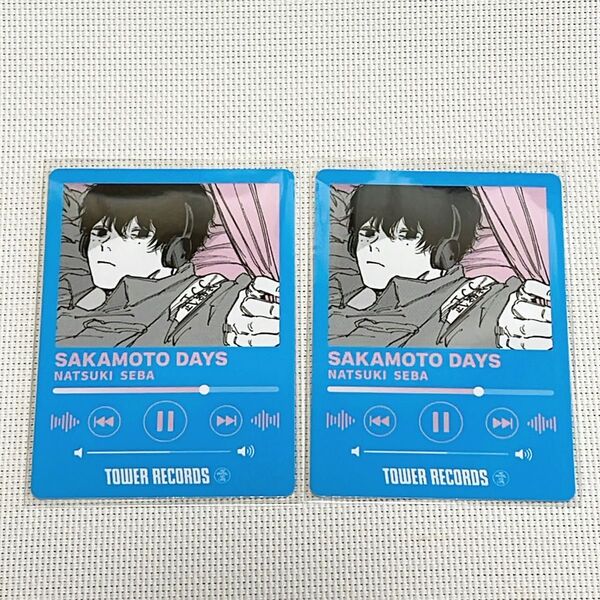 SAKAMOTO DAYS
NATSUKI SEBA
TOWER RECORDS
SAKAMOTO DAYS
NATSUKI SEBA
TOWER RECORDS